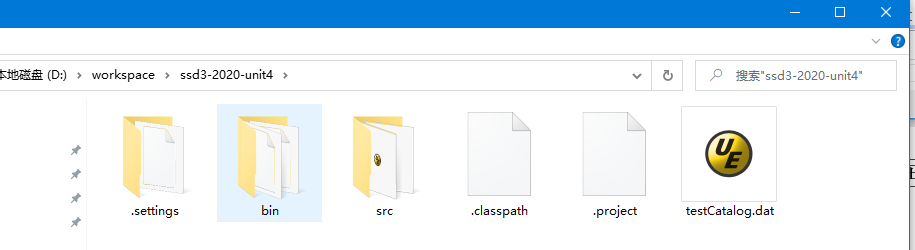 本地磁盘 (D:) › workspace › ssd3-2020-unit4 ›
搜索"ssd3-2020-unit4"
UE
.settings
bin
src
.classpath
.project
testCatalog.dat